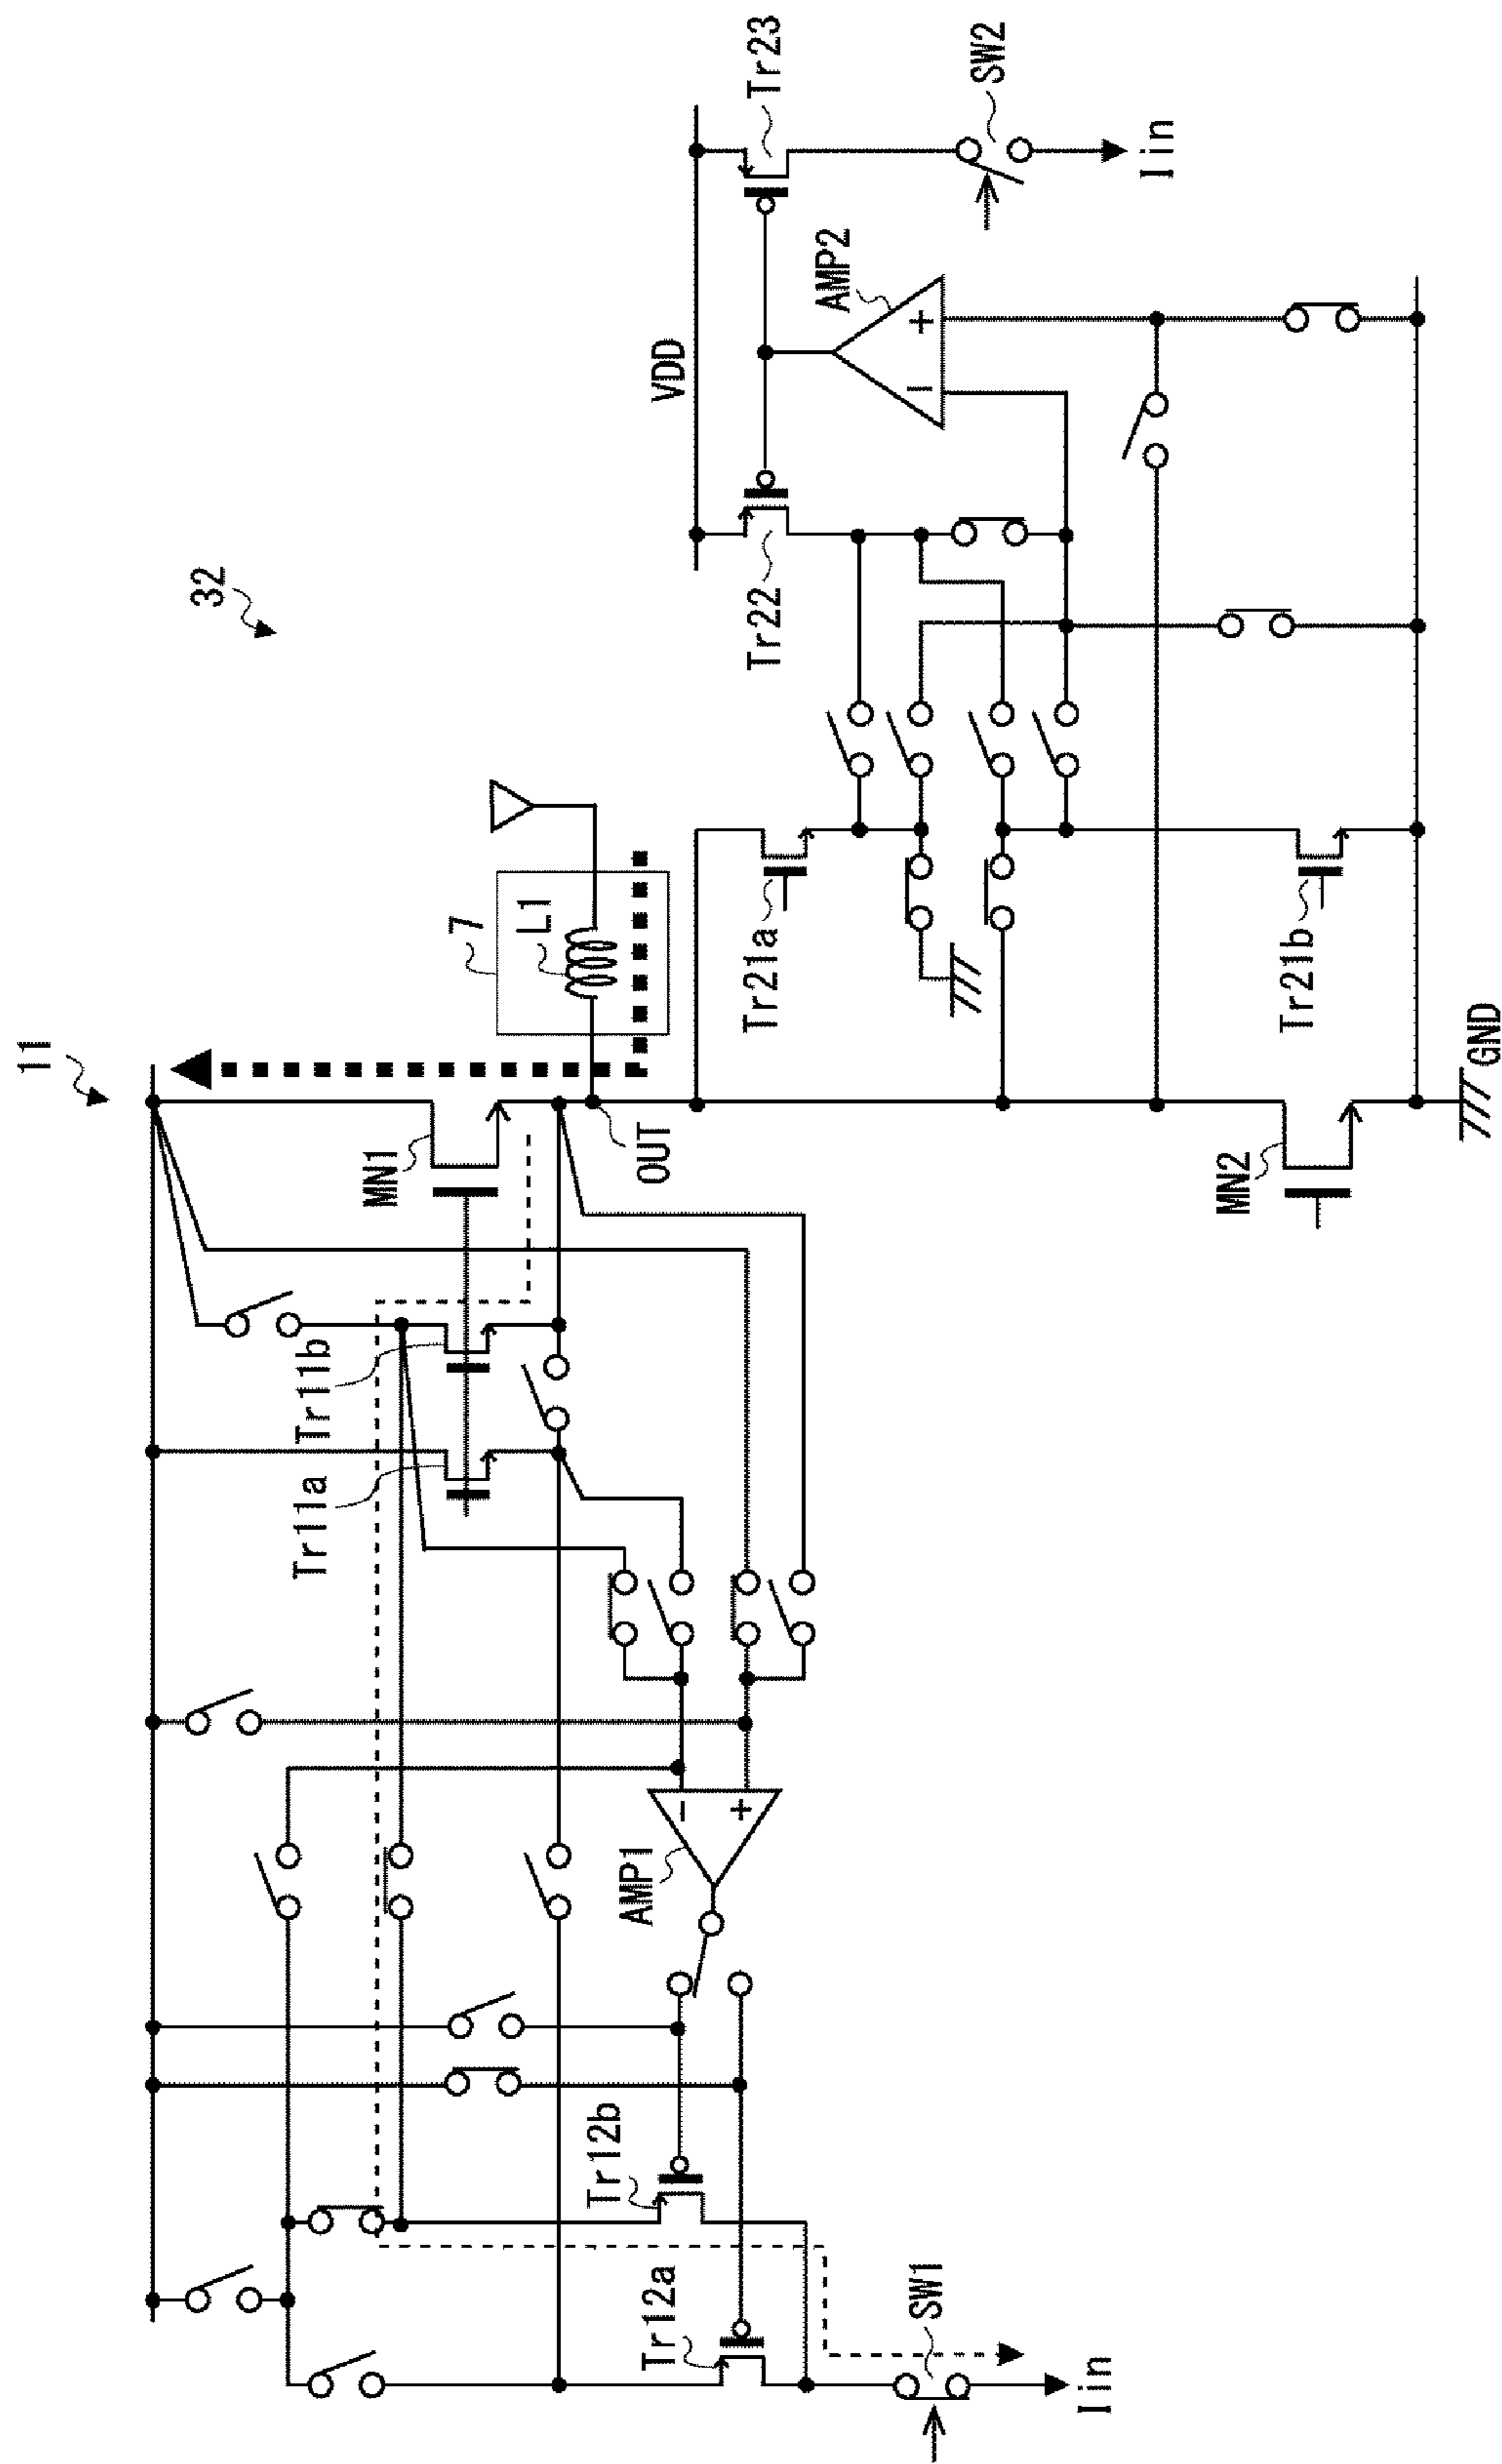 11
32
7
L1
MN1
OUT
Tr11b
Tr11a
AMP1
-
+
Tr12b
Tr12a
SW1
Iin
VDD
Tr22
Tr23
AMP2
-
+
SW2
Iin
Tr21a
Tr21b
MN2
GND